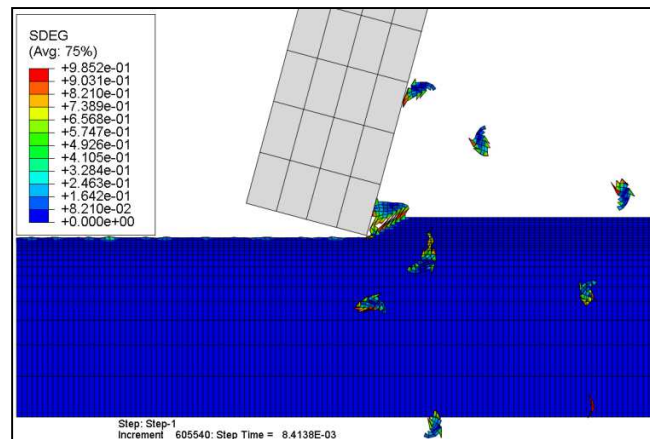 SDEG
(Avg: 75%)
+9.852e-01
+9.031e-01
+8.210e-01
+7.389e-01
+6.568e-01
+5.747e-01
+4.926e-01
+4.105e-01
+3.284e-01
+2.463e-01
+1.642e-01
+8.210e-02
+0.000e+00
Step: Step-1
Increment 605540: Step Time = 8.4138E-03